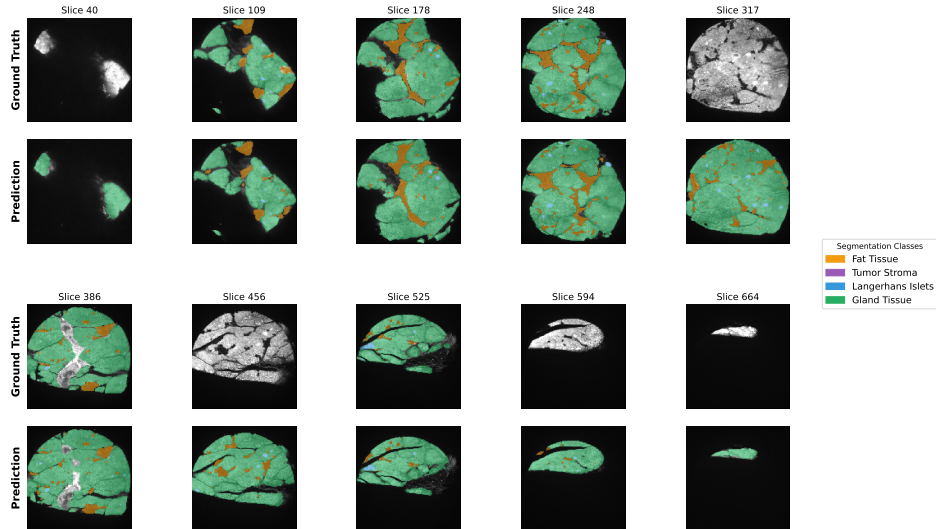 Slice 40
Slice 109
Slice 178
Slice 248
Slice 317
Ground Truth
Prediction
Segmentation Classes
Fat Tissue
Tumor Stroma
Langerhans Islets
Gland Tissue
Slice 386
Slice 456
Slice 525
Slice 594
Slice 664
Ground Truth
Prediction